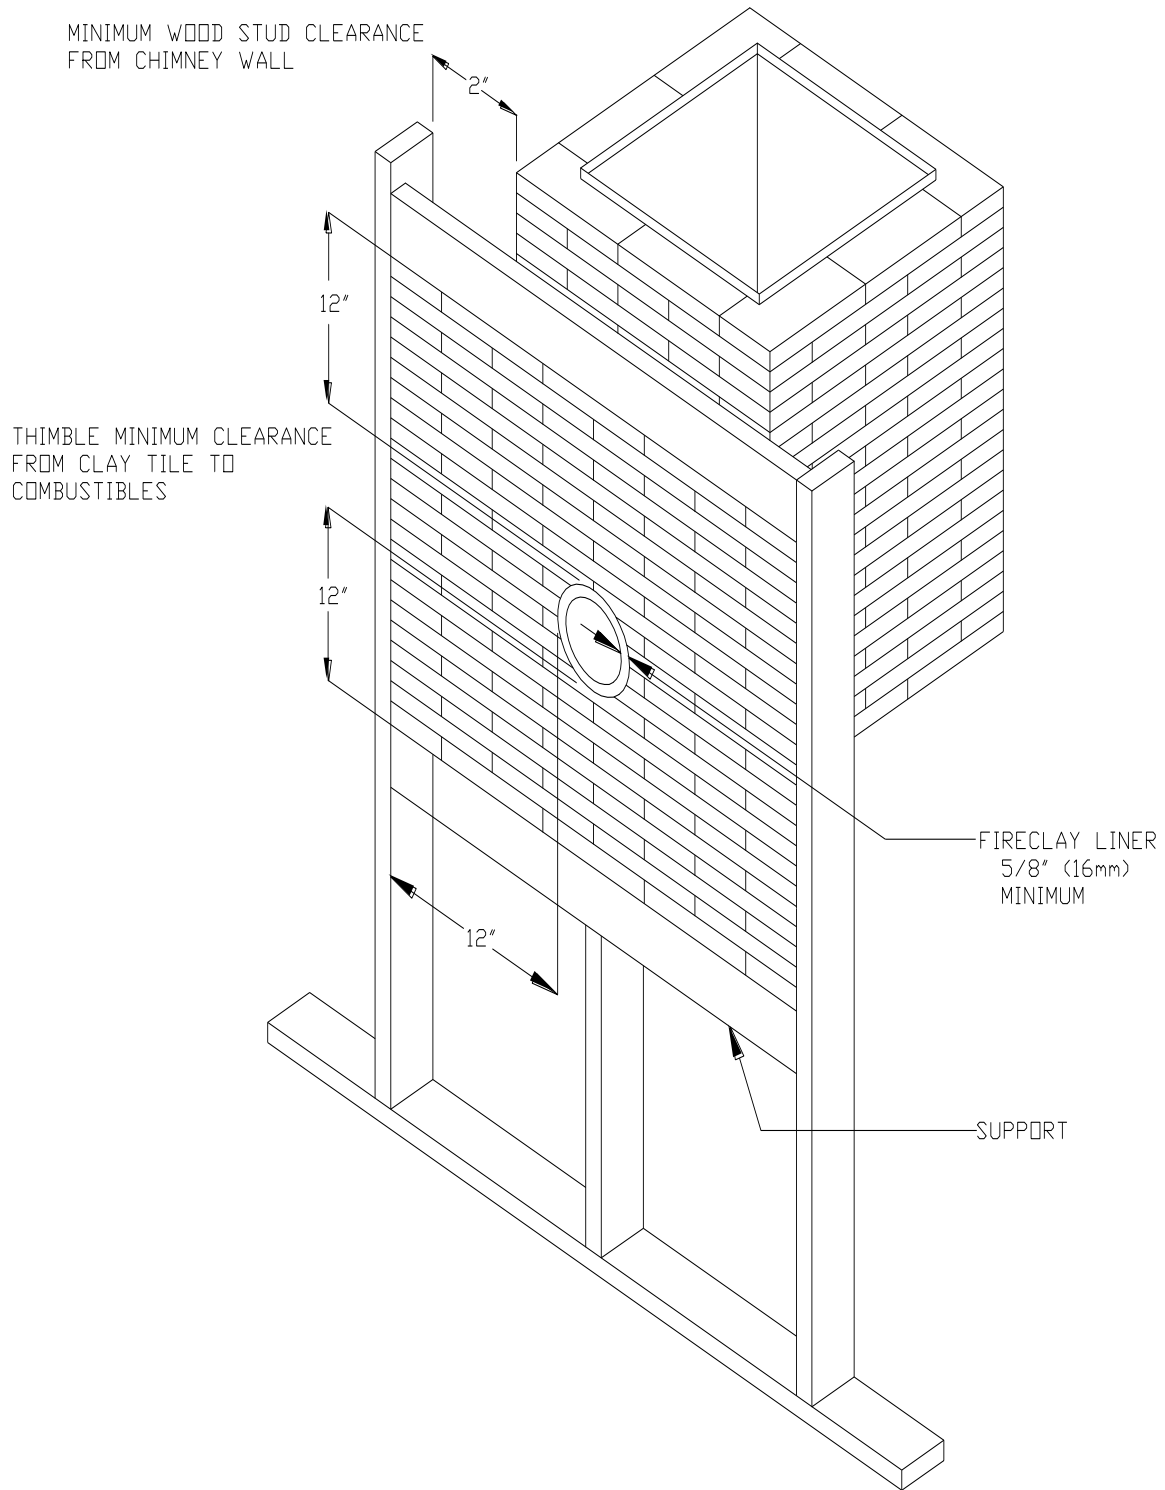 MINIMUM WOOD STUD CLEARANCE
FROM CHIMNEY WALL
2"
12"
THIMBLE MINIMUM CLEARANCE
FROM CLAY TILE TO
COMBUSTIBLES
12"
FIRECLAY LINER
5/8" (16mm)
MINIMUM
12"
SUPPORT